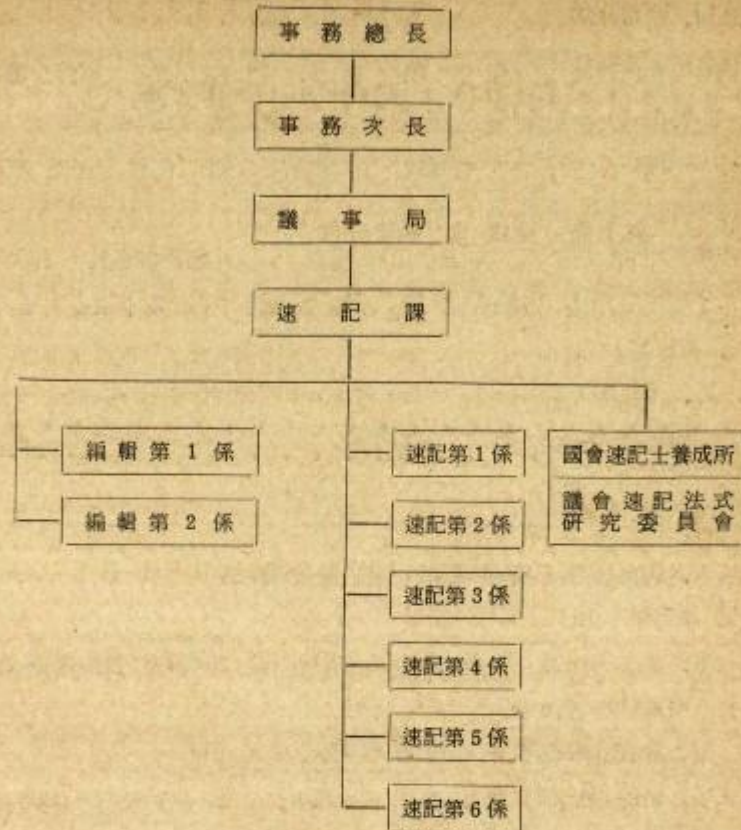 事務總長
事務次長
議事局
速記課
編輯第1係
編輯第2係
速記第1係
速記第2係
速記第3係
速記第4係
速記第5係
速記第6係
國會速記士養成所
議會速記法式
研究委員會